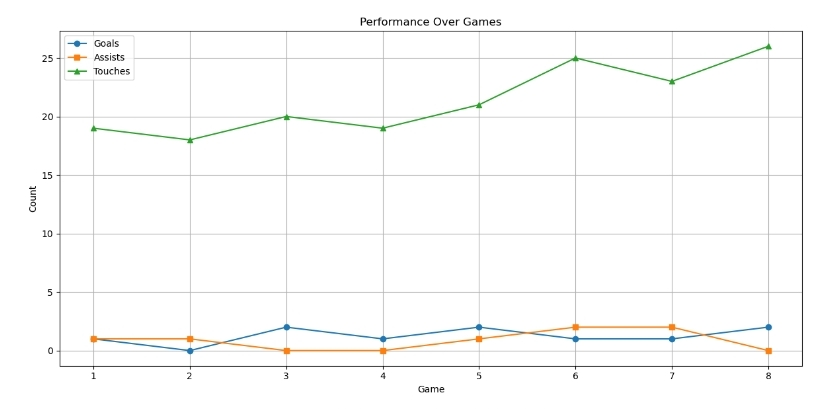 Performance Over Games
Goals
Assists
Touches
25
20
15
10
5
0
Count
1 2 3 4 5 6 7 8
Game